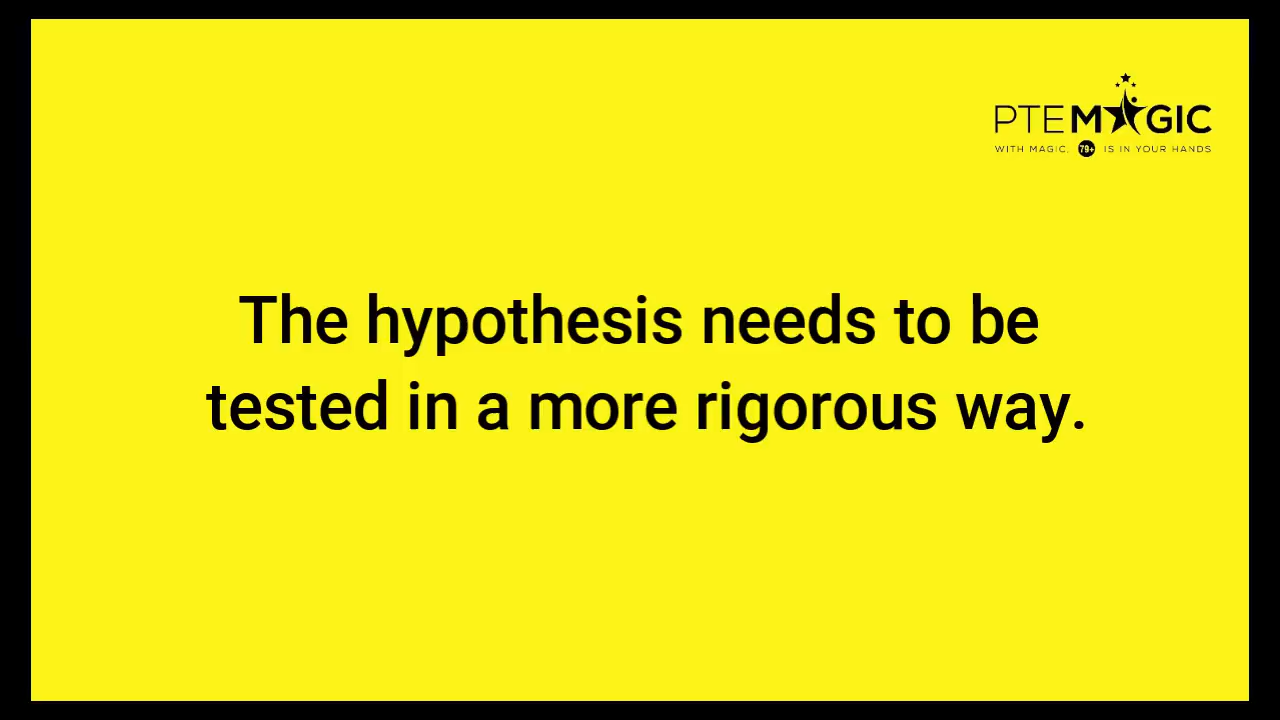 PTEMAGIC
WITH MAGIC, 79+ IS IN YOUR HANDS
The hypothesis needs to be
tested in a more rigorous way.